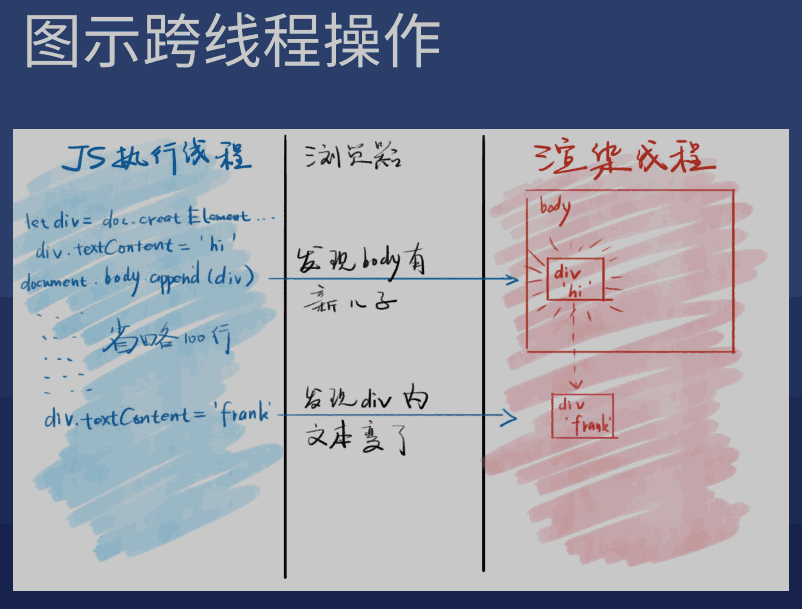 图示跨线程操作
JS执行线程
浏览器
渲染线程
let div= doc.creat Element...
div.textContent = 'hi'
document.body.append(div)
......
省略100行
div.textContent = 'frank'
发现body有
新儿子
发现div内
文本变了
body
div
'hi'
div
'frank'